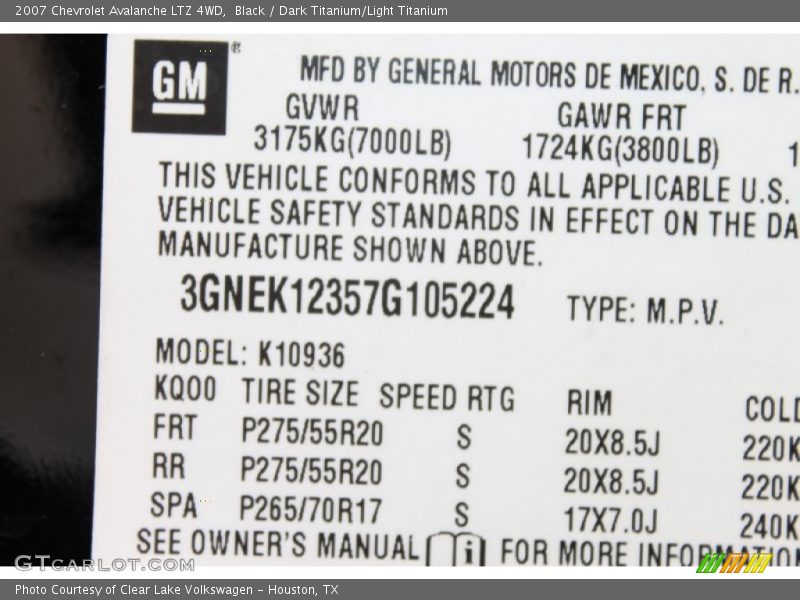 2007 Chevrolet Avalanche LTZ 4WD, Black / Dark Titanium/Light Titanium
GM ®
MFD BY GENERAL MOTORS DE MEXICO, S. DE R.
GVWR GAWR FRT
3175KG(7000LB) 1724KG(3800LB) 1
THIS VEHICLE CONFORMS TO ALL APPLICABLE U.S.
VEHICLE SAFETY STANDARDS IN EFFECT ON THE DA
MANUFACTURE SHOWN ABOVE.
3GNEK12357G105224 TYPE: M.P.V.
MODEL: K10936
KQ00 TIRE SIZE SPEED RTG RIM COLD
FRT P275/55R20 S 20X8.5J 220K
RR P275/55R20 S 20X8.5J 220K
SPA P265/70R17 S 17X7.0J 240K
SEE OWNER'S MANUAL i FOR MORE INFORMATION
GTCarLot.com
Photo Courtesy of Clear Lake Volkswagen – Houston, TX